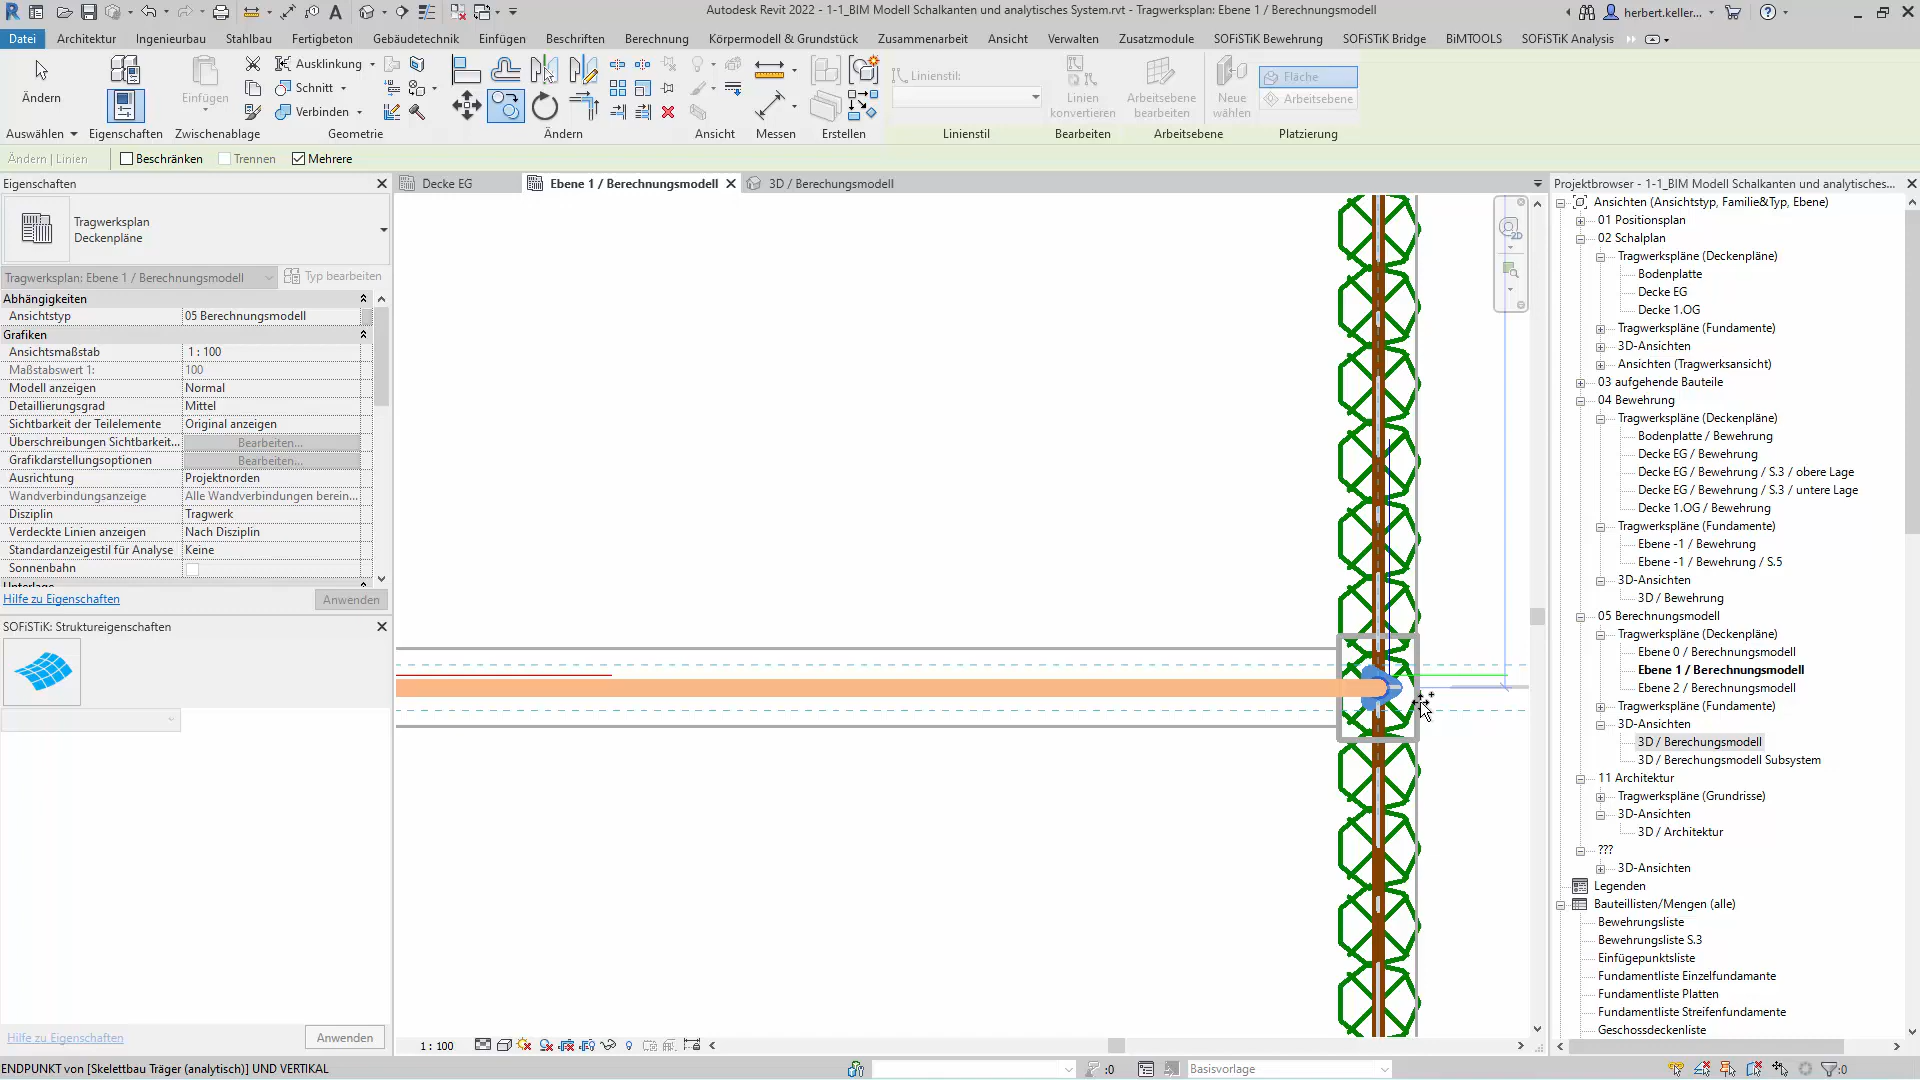 Autodesk Revit 2022 - 1-1_BIM Modell Schalkanten und analytisches System.rvt - Tragwerksplan: Ebene 1 / Berechnungsmodell
herbert.keller...
Datei Architektur Ingenieurbau Stahlbau Fertigbeton Gebäudetechnik Einfügen Beschriften Berechnung Körpermodell & Grundstück Zusammenarbeit Ansicht Verwalten Zusatzmodule SOFiSTiK Bewehrung SOFiSTiK Bridge BiMTOOLS SOFiSTiK Analysis
Ändern
Einfügen
Ausklinkung
Schnitt
Verbinden
Linienstil:
Linien konvertieren
Arbeitsebene bearbeiten
Neue wählen
Fläche
Arbeitsebene
Auswählen Eigenschaften Zwischenablage Geometrie Ändern Ansicht Messen Erstellen Linienstil Bearbeiten Arbeitsebene Platzierung
Ändern | Linien Beschränken Trennen Mehrere
Eigenschaften
Tragwerksplan
Deckenpläne
Tragwerksplan: Ebene 1 / Berechnungsmodell Typ bearbeiten
Abhängigkeiten
Ansichtstyp 05 Berechnungsmodell
Grafiken
Ansichtsmaßstab 1 : 100
Maßstabswert 1: 100
Modell anzeigen Normal
Detaillierungsgrad Mittel
Sichtbarkeit der Teilelemente Original anzeigen
Überschreibungen Sichtbarkeit... Bearbeiten...
Grafikdarstellungsoptionen Bearbeiten...
Ausrichtung Projektnorden
Wandverbindungsanzeige Alle Wandverbindungen berein...
Disziplin Tragwerk
Verdeckte Linien anzeigen Nach Disziplin
Standardanzeigestil für Analyse Keine
Sonnenbahn
Unterlage
Hilfe zu Eigenschaften Anwenden
SOFiSTiK: Struktureigenschaften
Hilfe zu Eigenschaften Anwenden
Decke EG
Ebene 1 / Berechnungsmodell
3D / Berechungsmodell
2D
1 : 100
Projektbrowser - 1-1_BIM Modell Schalkanten und analytisches...
Ansichten (Ansichtstyp, Familie&Typ, Ebene)
01 Positionsplan
02 Schalplan
Tragwerkspläne (Deckenpläne)
Bodenplatte
Decke EG
Decke 1.OG
Tragwerkspläne (Fundamente)
3D-Ansichten
Ansichten (Tragwerksansicht)
03 aufgehende Bauteile
04 Bewehrung
Tragwerkspläne (Deckenpläne)
Bodenplatte / Bewehrung
Decke EG / Bewehrung
Decke EG / Bewehrung / S.3 / obere Lage
Decke EG / Bewehrung / S.3 / untere Lage
Decke 1.OG / Bewehrung
Tragwerkspläne (Fundamente)
Ebene -1 / Bewehrung
Ebene -1 / Bewehrung / S.5
3D-Ansichten
3D / Bewehrung
05 Berechnungsmodell
Tragwerkspläne (Deckenpläne)
Ebene 0 / Berechnungsmodell
Ebene 1 / Berechnungsmodell
Ebene 2 / Berechnungsmodell
Tragwerkspläne (Fundamente)
3D-Ansichten
3D / Berechungsmodell
3D / Berechungsmodell Subsystem
11 Architektur
Tragwerkspläne (Grundrisse)
3D-Ansichten
3D / Architektur
???
3D-Ansichten
Legenden
Bauteillisten/Mengen (alle)
Bewehrungsliste
Bewehrungsliste S.3
Einfügepunktsliste
Fundamentliste Einzelfundamante
Fundamentliste Platten
Fundamentliste Streifenfundamente
Geschossdeckenliste
ENDPUNKT von [Skelettbau Träger (analytisch)] UND VERTIKAL
:0
Basisvorlage
:0